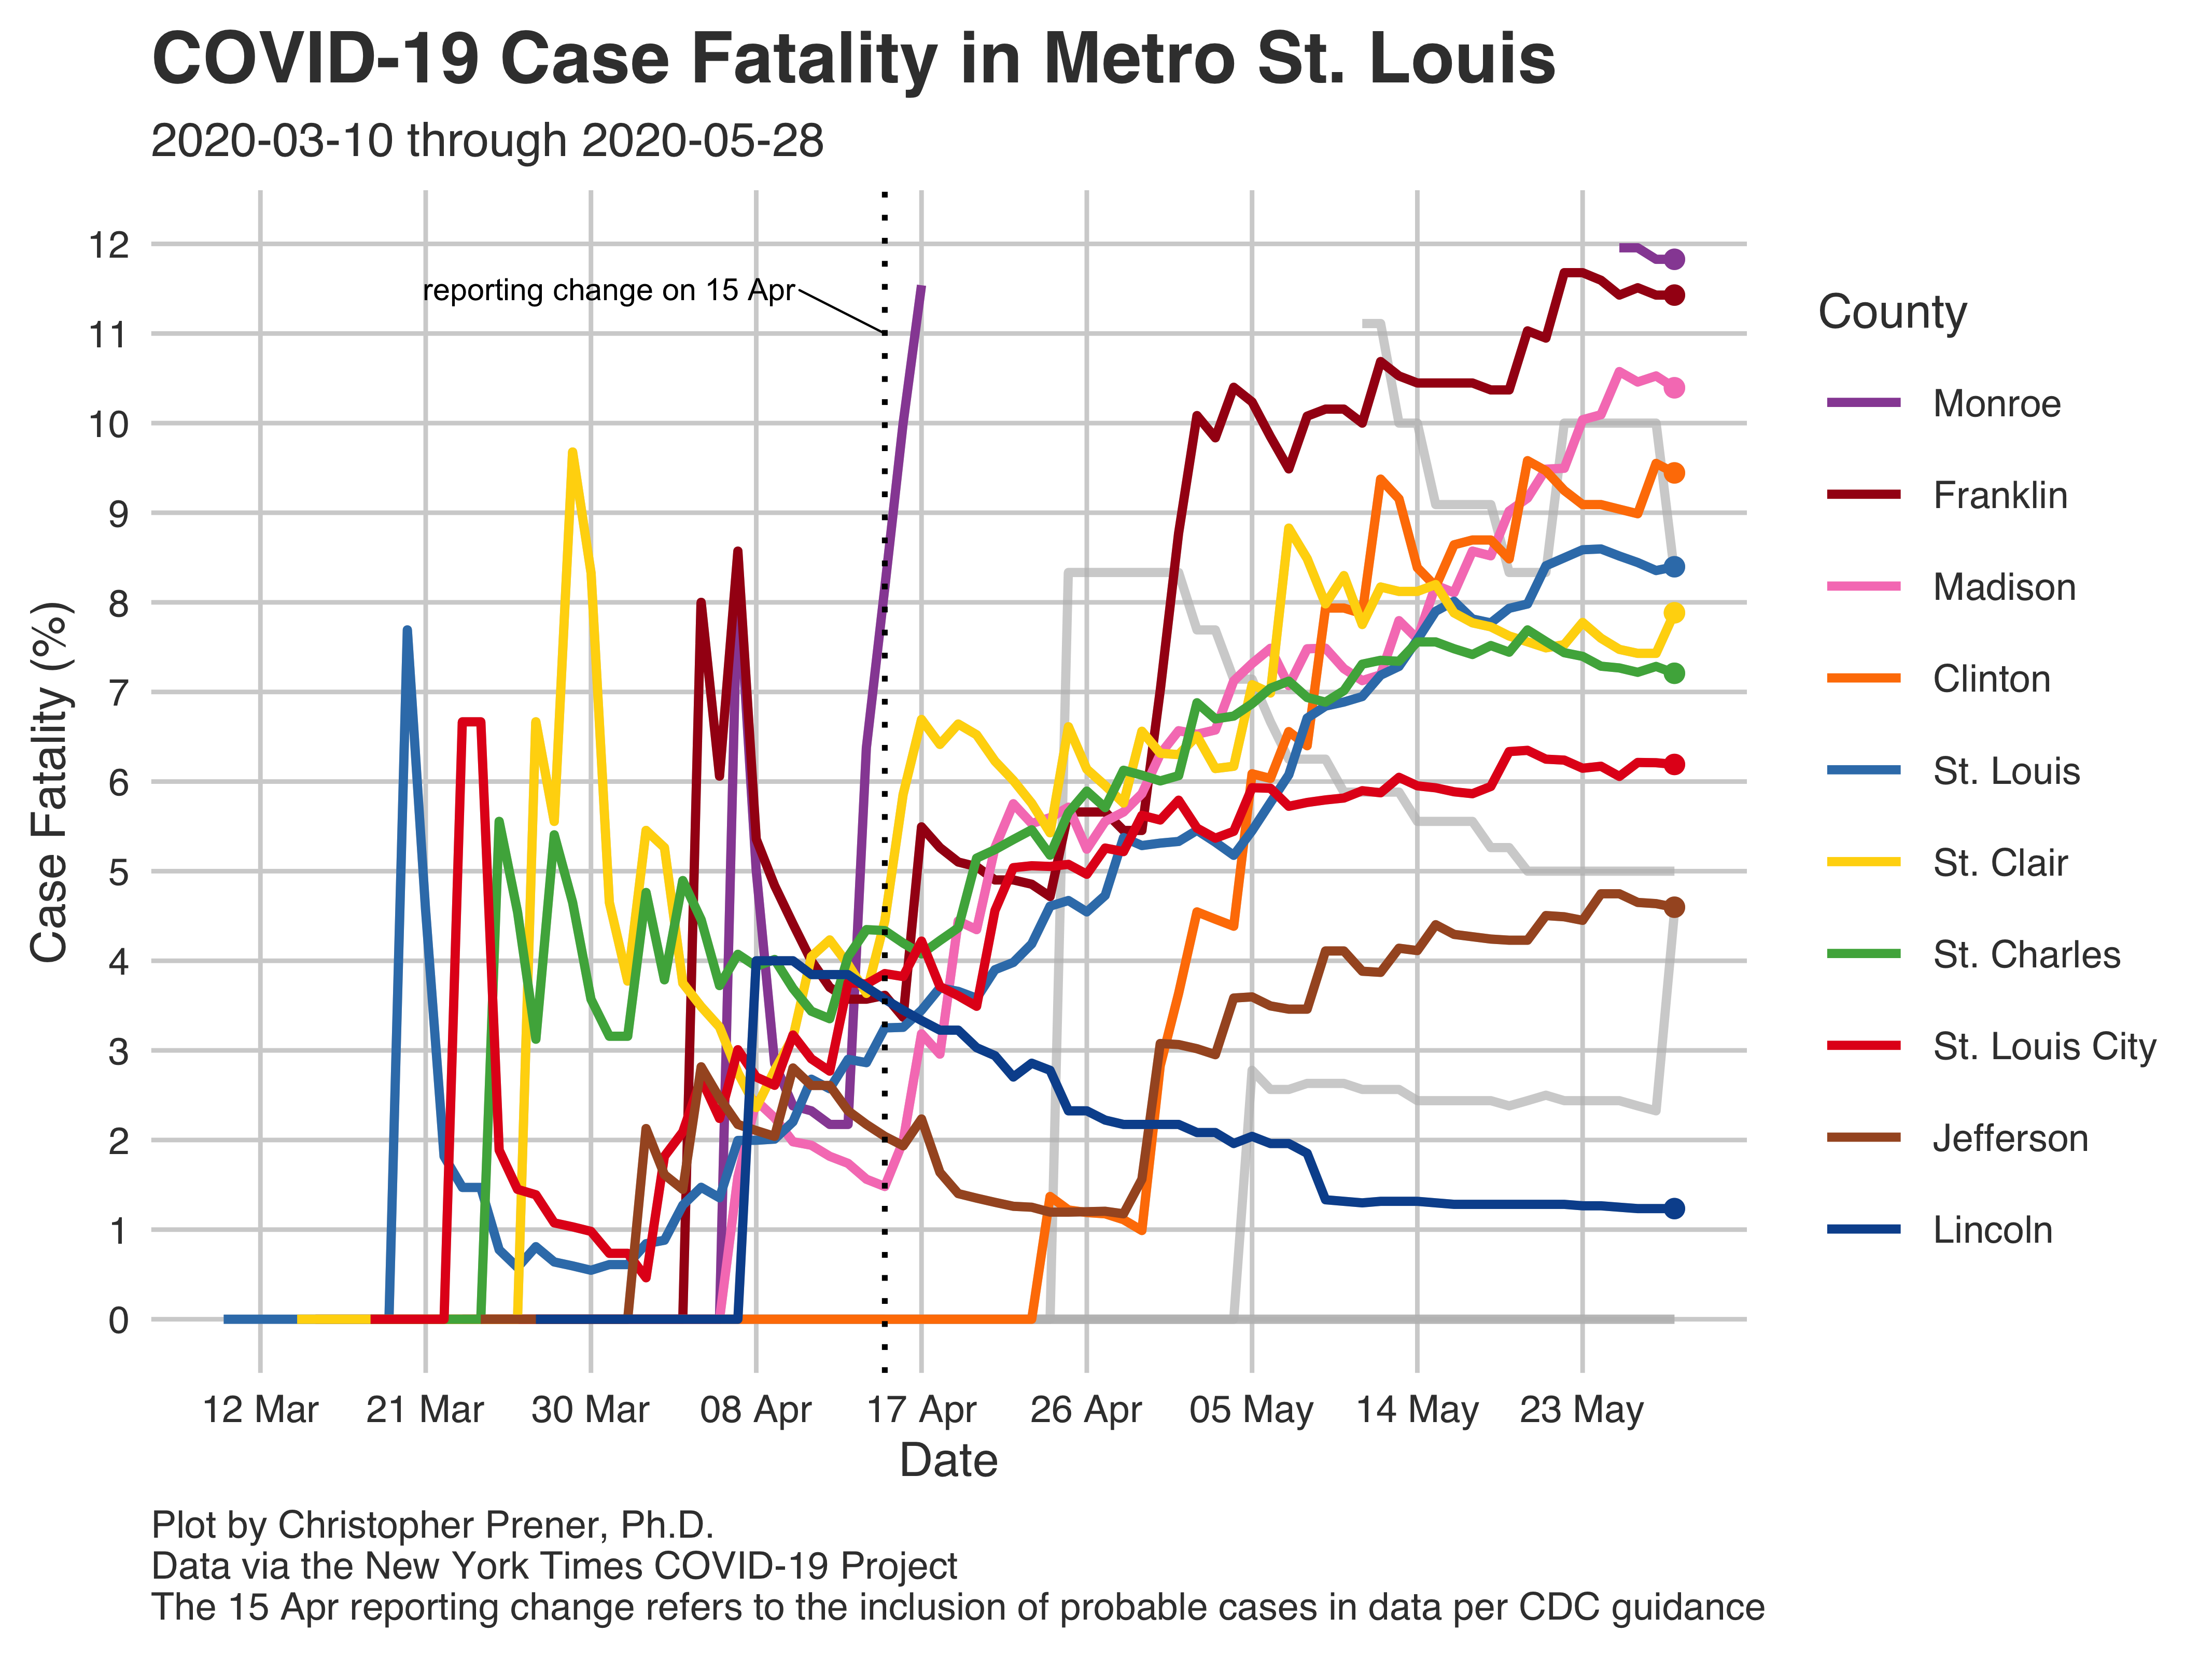 COVID-19 Case Fatality in Metro St. Louis
2020-03-10 through 2020-05-28
Case Fatality (%)
12
11
10
9
8
7
6
5
4
3
2
1
0
reporting change on 15 Apr
12 Mar
21 Mar
30 Mar
08 Apr
17 Apr
26 Apr
05 May
14 May
23 May
Date
County
Monroe
Franklin
Madison
Clinton
St. Louis
St. Clair
St. Charles
St. Louis City
Jefferson
Lincoln
Plot by Christopher Prener, Ph.D.
Data via the New York Times COVID-19 Project
The 15 Apr reporting change refers to the inclusion of probable cases in data per CDC guidance